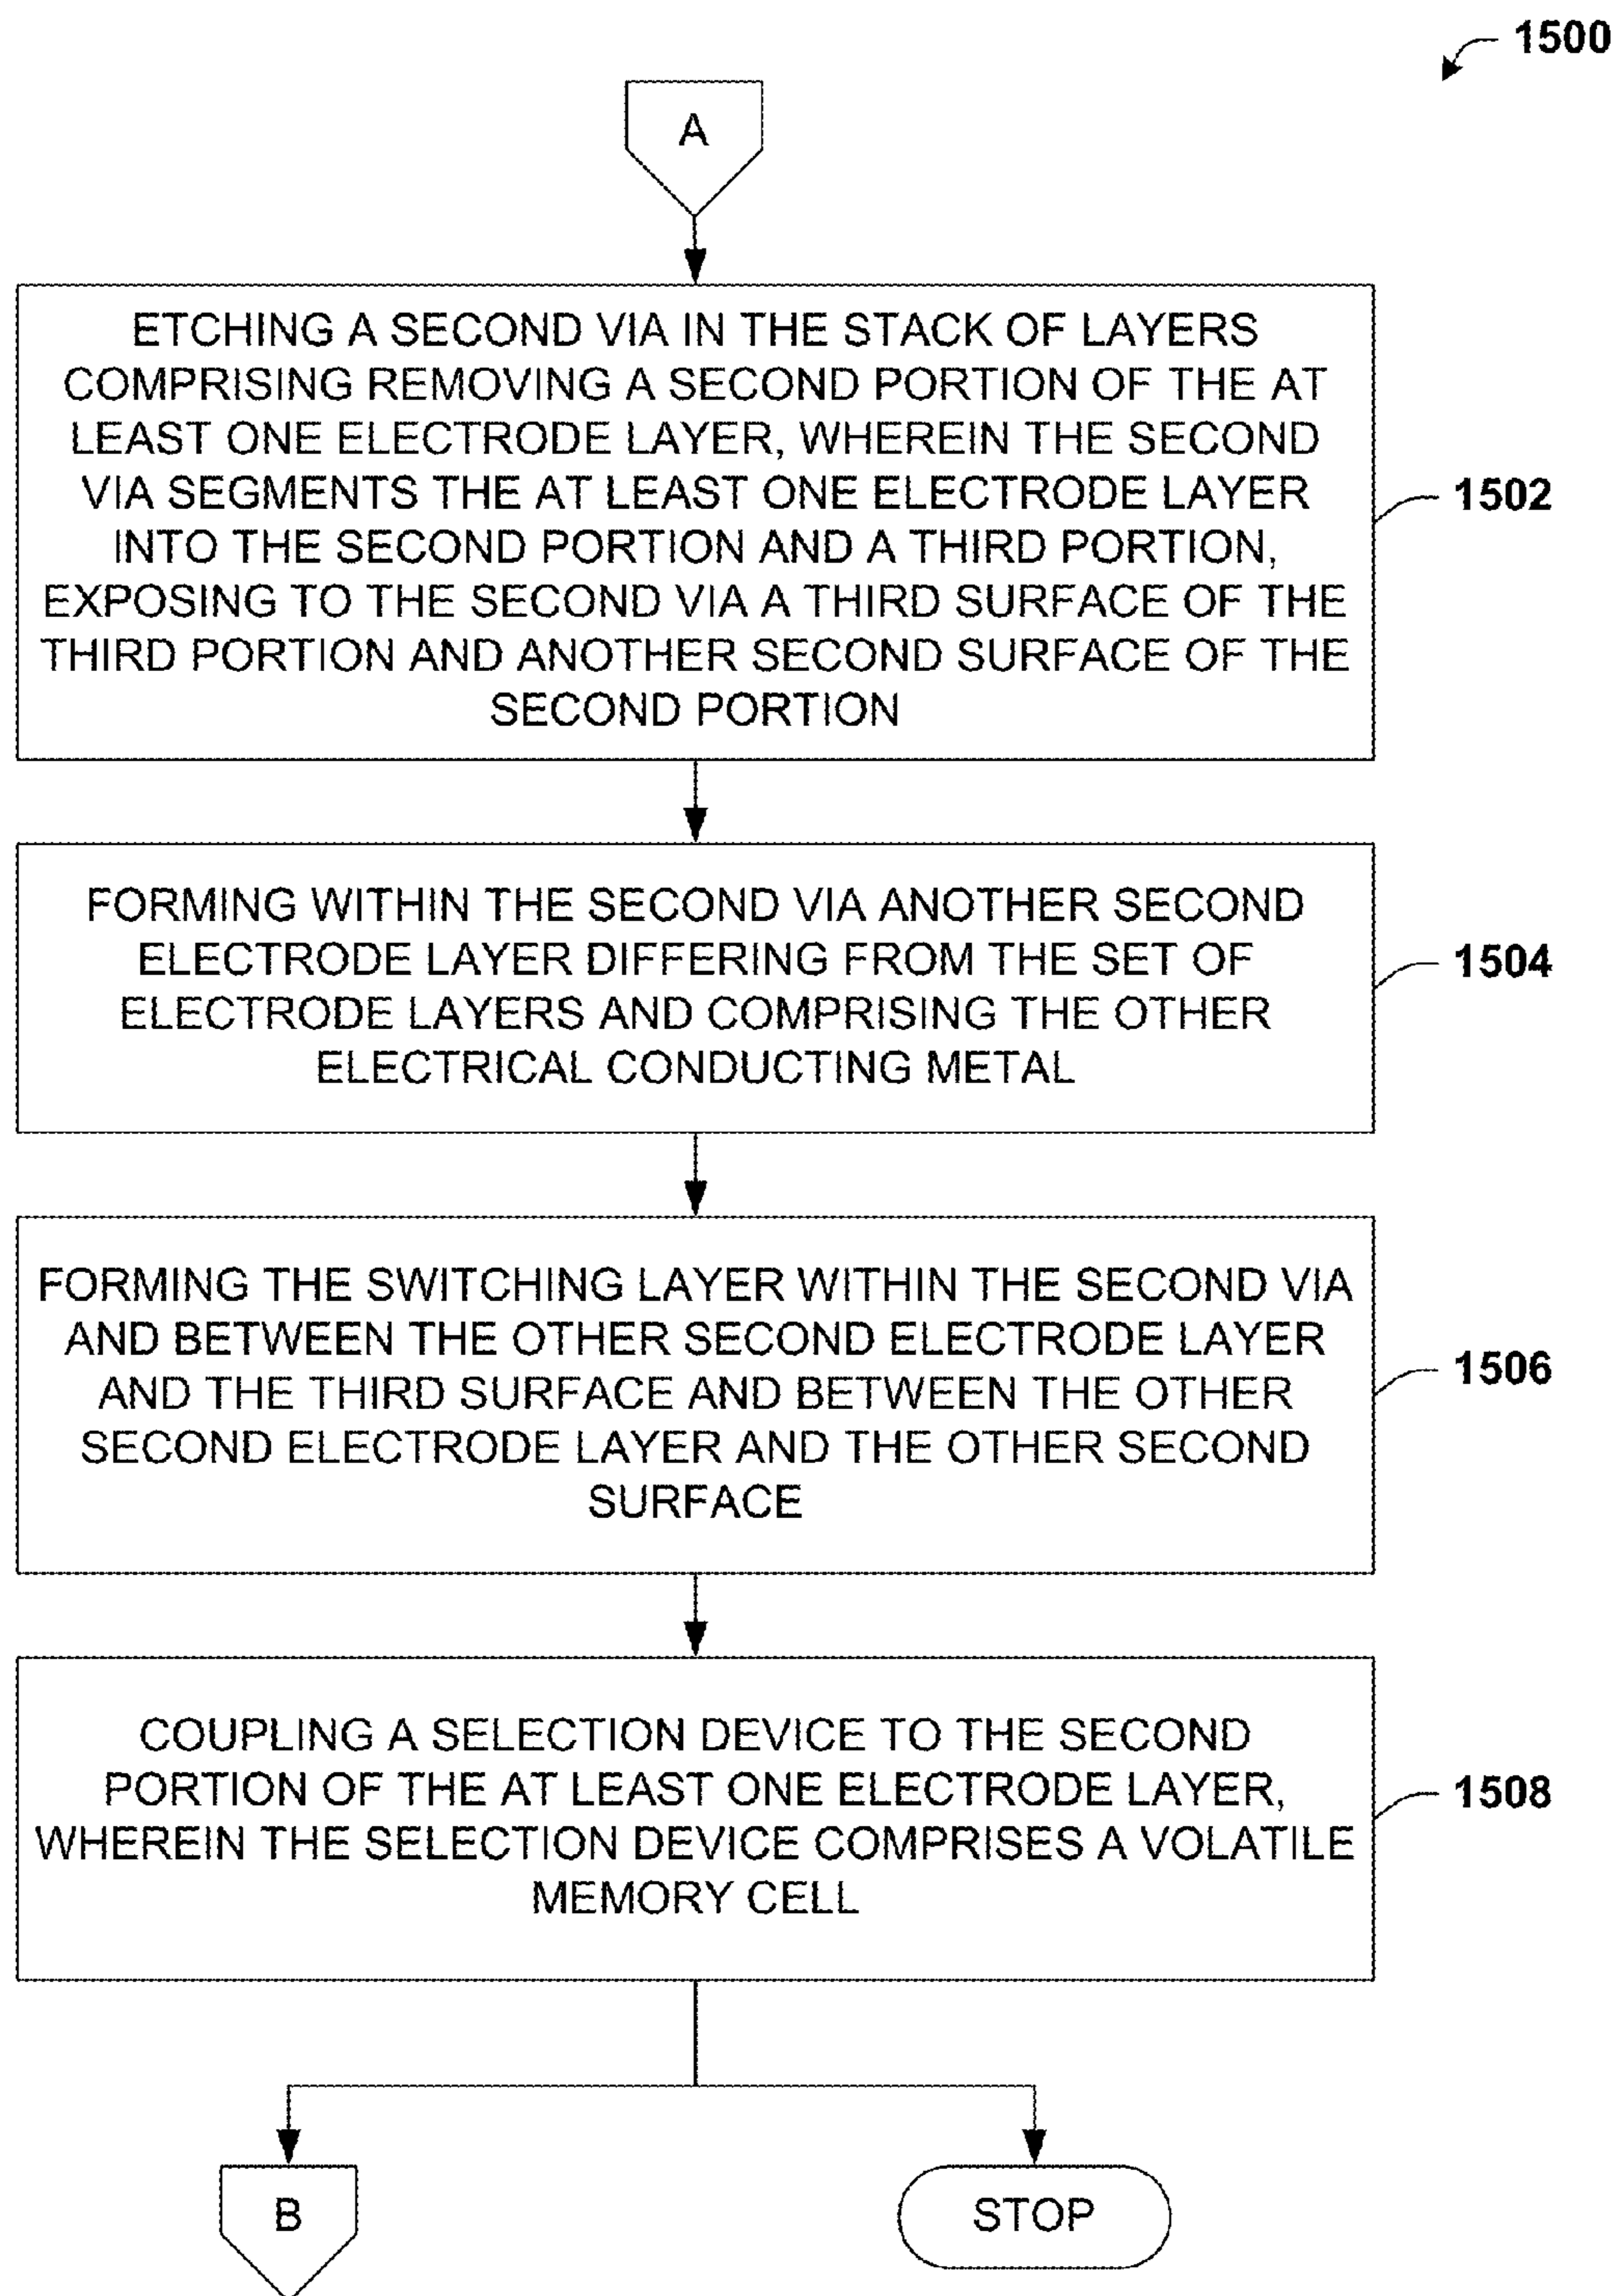 1500
A
ETCHING A SECOND VIA IN THE STACK OF LAYERS
COMPRISING REMOVING A SECOND PORTION OF THE AT
LEAST ONE ELECTRODE LAYER, WHEREIN THE SECOND
VIA SEGMENTS THE AT LEAST ONE ELECTRODE LAYER
INTO THE SECOND PORTION AND A THIRD PORTION,
EXPOSING TO THE SECOND VIA A THIRD SURFACE OF THE
THIRD PORTION AND ANOTHER SECOND SURFACE OF THE
SECOND PORTION
1502
FORMING WITHIN THE SECOND VIA ANOTHER SECOND
ELECTRODE LAYER DIFFERING FROM THE SET OF
ELECTRODE LAYERS AND COMPRISING THE OTHER
ELECTRICAL CONDUCTING METAL
1504
FORMING THE SWITCHING LAYER WITHIN THE SECOND VIA
AND BETWEEN THE OTHER SECOND ELECTRODE LAYER
AND THE THIRD SURFACE AND BETWEEN THE OTHER
SECOND ELECTRODE LAYER AND THE OTHER SECOND
SURFACE
1506
COUPLING A SELECTION DEVICE TO THE SECOND
PORTION OF THE AT LEAST ONE ELECTRODE LAYER,
WHEREIN THE SELECTION DEVICE COMPRISES A VOLATILE
MEMORY CELL
1508
B
STOP